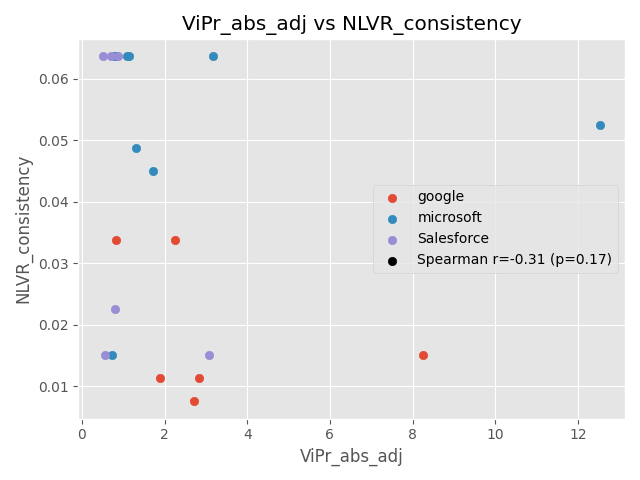 ViPr_abs_adj vs NLVR_consistency
NLVR_consistency
0.06
0.05
0.04
0.03
0.02
0.01
google
microsoft
Salesforce
Spearman r=-0.31 (p=0.17)
0
2
4
6
8
10
12
ViPr_abs_adj